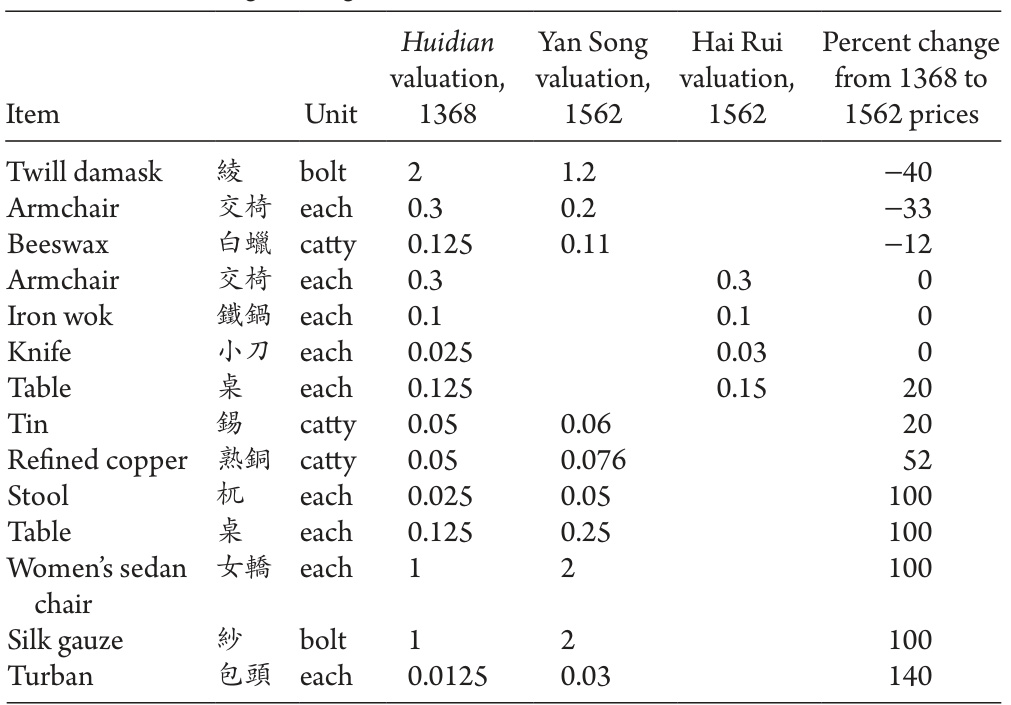 Huidian Yan Song Hai Rui Percent change
valuation, valuation, valuation, from 1368 to
Item Unit 1368 1562 1562 1562 prices
Twill damask 綾 bolt 2 1.2 −40
Armchair 交椅 each 0.3 0.2 −33
Beeswax 白蠟 catty 0.125 0.11 −12
Armchair 交椅 each 0.3 0.3 0
Iron wok 鐵鍋 each 0.1 0.1 0
Knife 小刀 each 0.025 0.03 0
Table 桌 each 0.125 0.15 20
Tin 錫 catty 0.05 0.06 20
Refined copper 熟銅 catty 0.05 0.076 52
Stool 杌 each 0.025 0.05 100
Table 桌 each 0.125 0.25 100
Women’s sedan 女轎 each 1 2 100
chair
Silk gauze 紗 bolt 1 2 100
Turban 包頭 each 0.0125 0.03 140